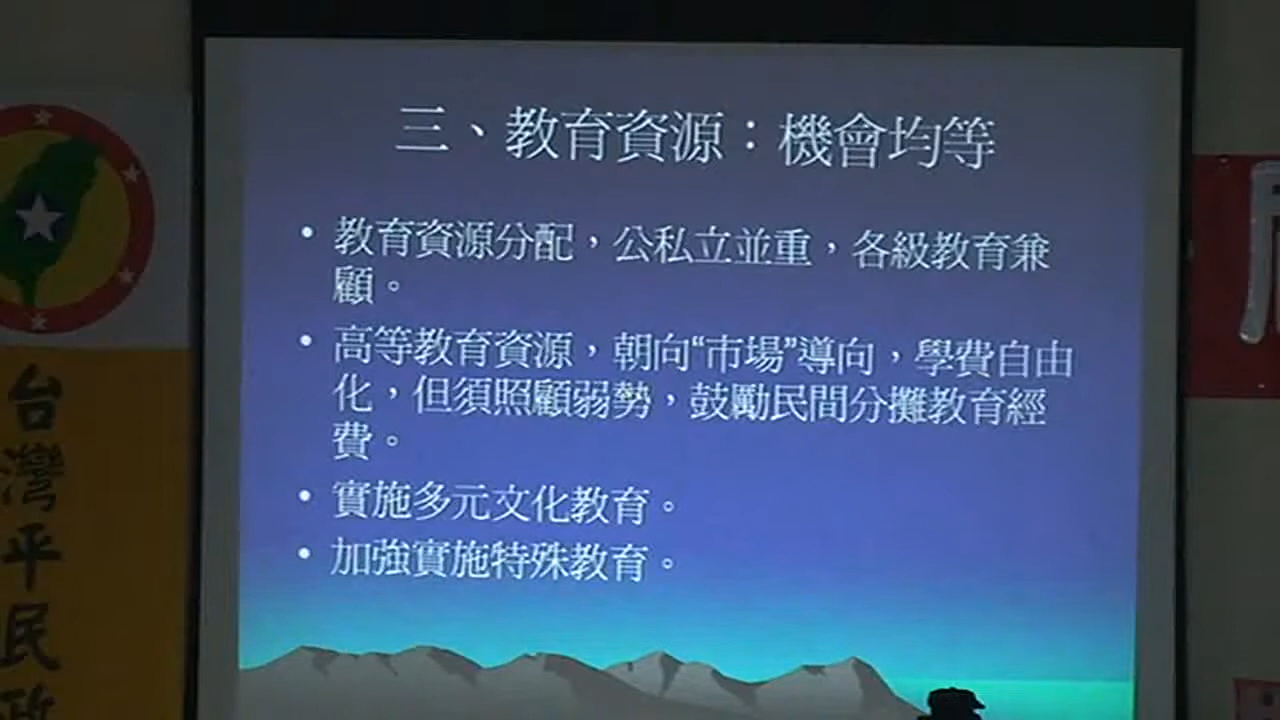 三、教育資源：機會均等
• 教育資源分配，公私立並重，各級教育兼
顧。
• 高等教育資源，朝向“市場”導向，學費自由
化，但須照顧弱勢，鼓勵民間分攤教育經
費。
• 實施多元文化教育。
• 加強實施特殊教育。
台灣平民政